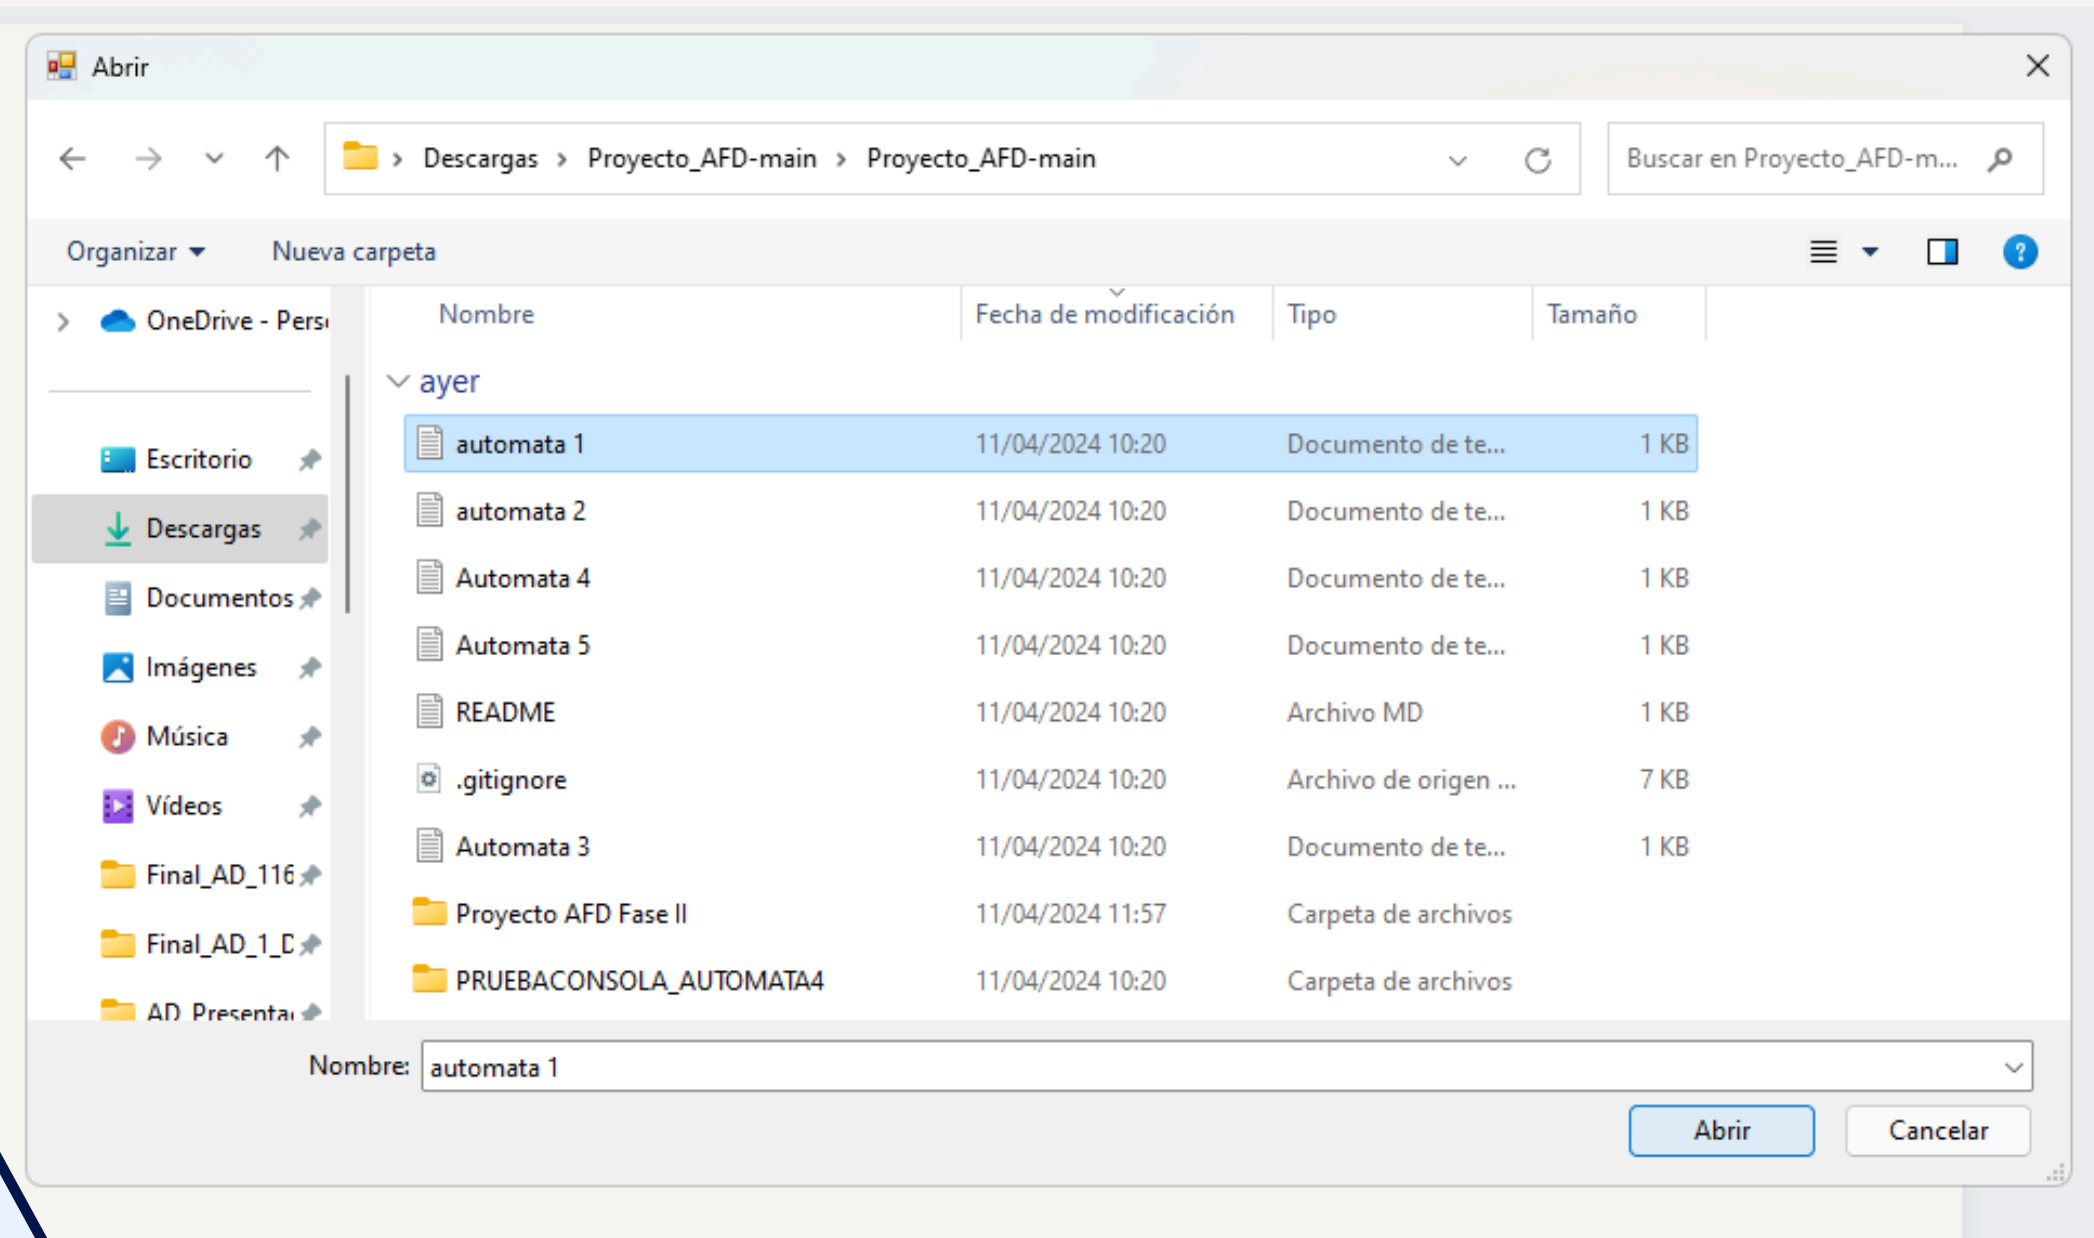 Abrir
Descargas > Proyecto_AFD-main > Proyecto_AFD-main
Buscar en Proyecto_AFD-m...
Organizar
Nueva carpeta
Nombre
Fecha de modificación
Tipo
Tamaño
OneDrive - Pers
Escritorio
Descargas
Documentos
Imágenes
Música
Vídeos
Final_AD_116
Final_AD_1_D
AD Presenta
ayer
automata 1 11/04/2024 10:20 Documento de te... 1 KB
automata 2 11/04/2024 10:20 Documento de te... 1 KB
Automata 4 11/04/2024 10:20 Documento de te... 1 KB
Automata 5 11/04/2024 10:20 Documento de te... 1 KB
README 11/04/2024 10:20 Archivo MD 1 KB
.gitignore 11/04/2024 10:20 Archivo de origen ... 7 KB
Automata 3 11/04/2024 10:20 Documento de te... 1 KB
Proyecto AFD Fase II 11/04/2024 11:57 Carpeta de archivos
PRUEBACONSOLA_AUTOMATA4 11/04/2024 10:20 Carpeta de archivos
Nombre: automata 1
Abrir
Cancelar